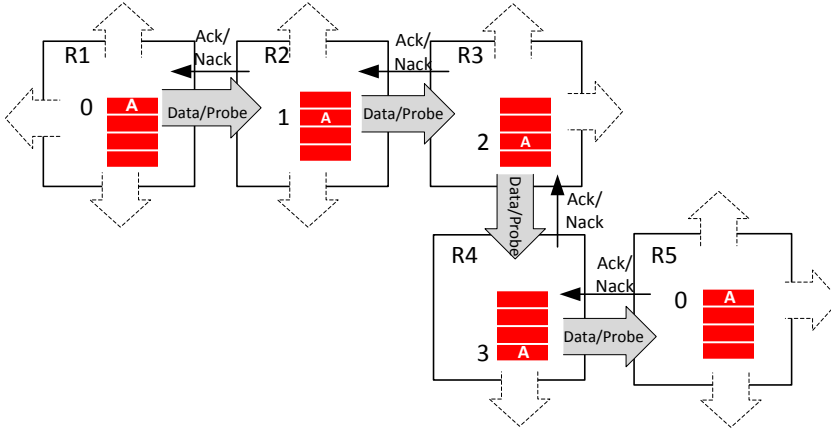 R1
Ack/
Nack
R2
Ack/
Nack
R3
0
A
Data/Probe
1
A
Data/Probe
2
A
Data/Probe
Ack/
Nack
R4
Ack/
Nack
R5
3
A
Data/Probe
0
A